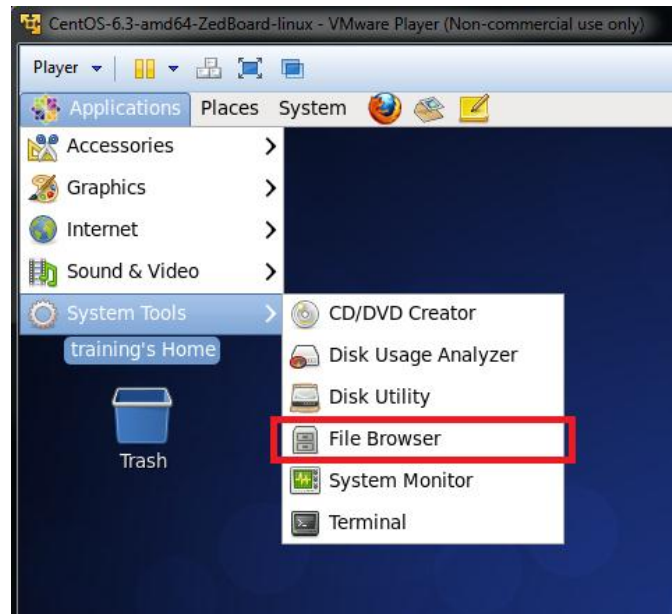 CentOS-6.3-amd64-ZedBoard-linux - VMware Player (Non-commercial use only)
Player
Applications Places System
Accessories
Graphics
Internet
Sound & Video
System Tools
training's Home
Trash
CD/DVD Creator
Disk Usage Analyzer
Disk Utility
File Browser
System Monitor
Terminal